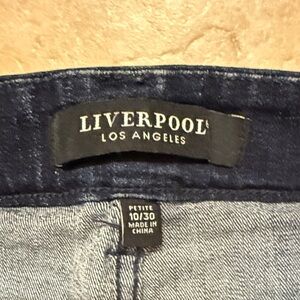 LIVERPOOL
LOS ANGELES
PETITE
10/30
MADE IN
CHINA